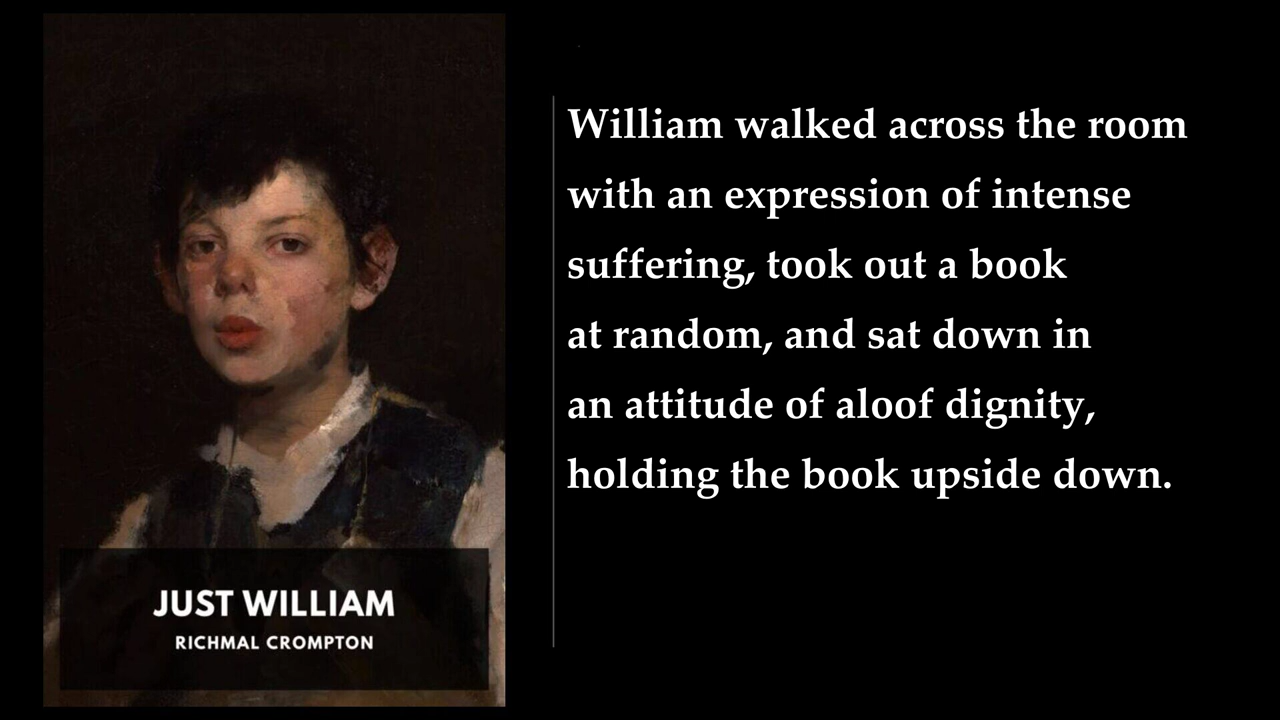 JUST WILLIAM
RICHMAL CROMPTON
William walked across the room
with an expression of intense
suffering, took out a book
at random, and sat down in
an attitude of aloof dignity,
holding the book upside down.